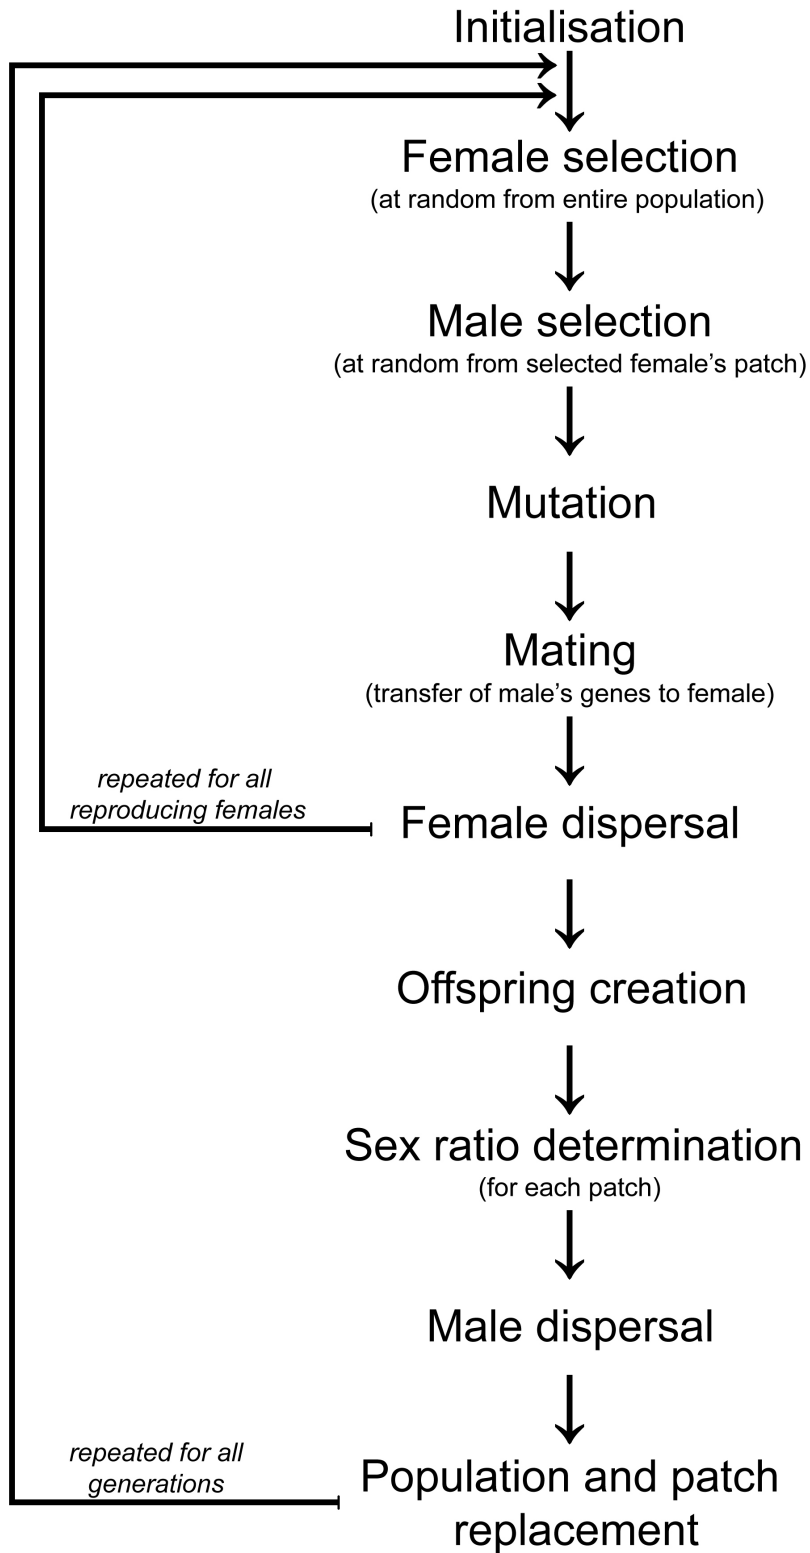 Initialisation
Female selection
(at random from entire population)
Male selection
(at random from selected female's patch)
Mutation
Mating
(transfer of male's genes to female)
repeated for all
reproducing females
Female dispersal
Offspring creation
Sex ratio determination
(for each patch)
Male dispersal
repeated for all
generations
Population and patch
replacement